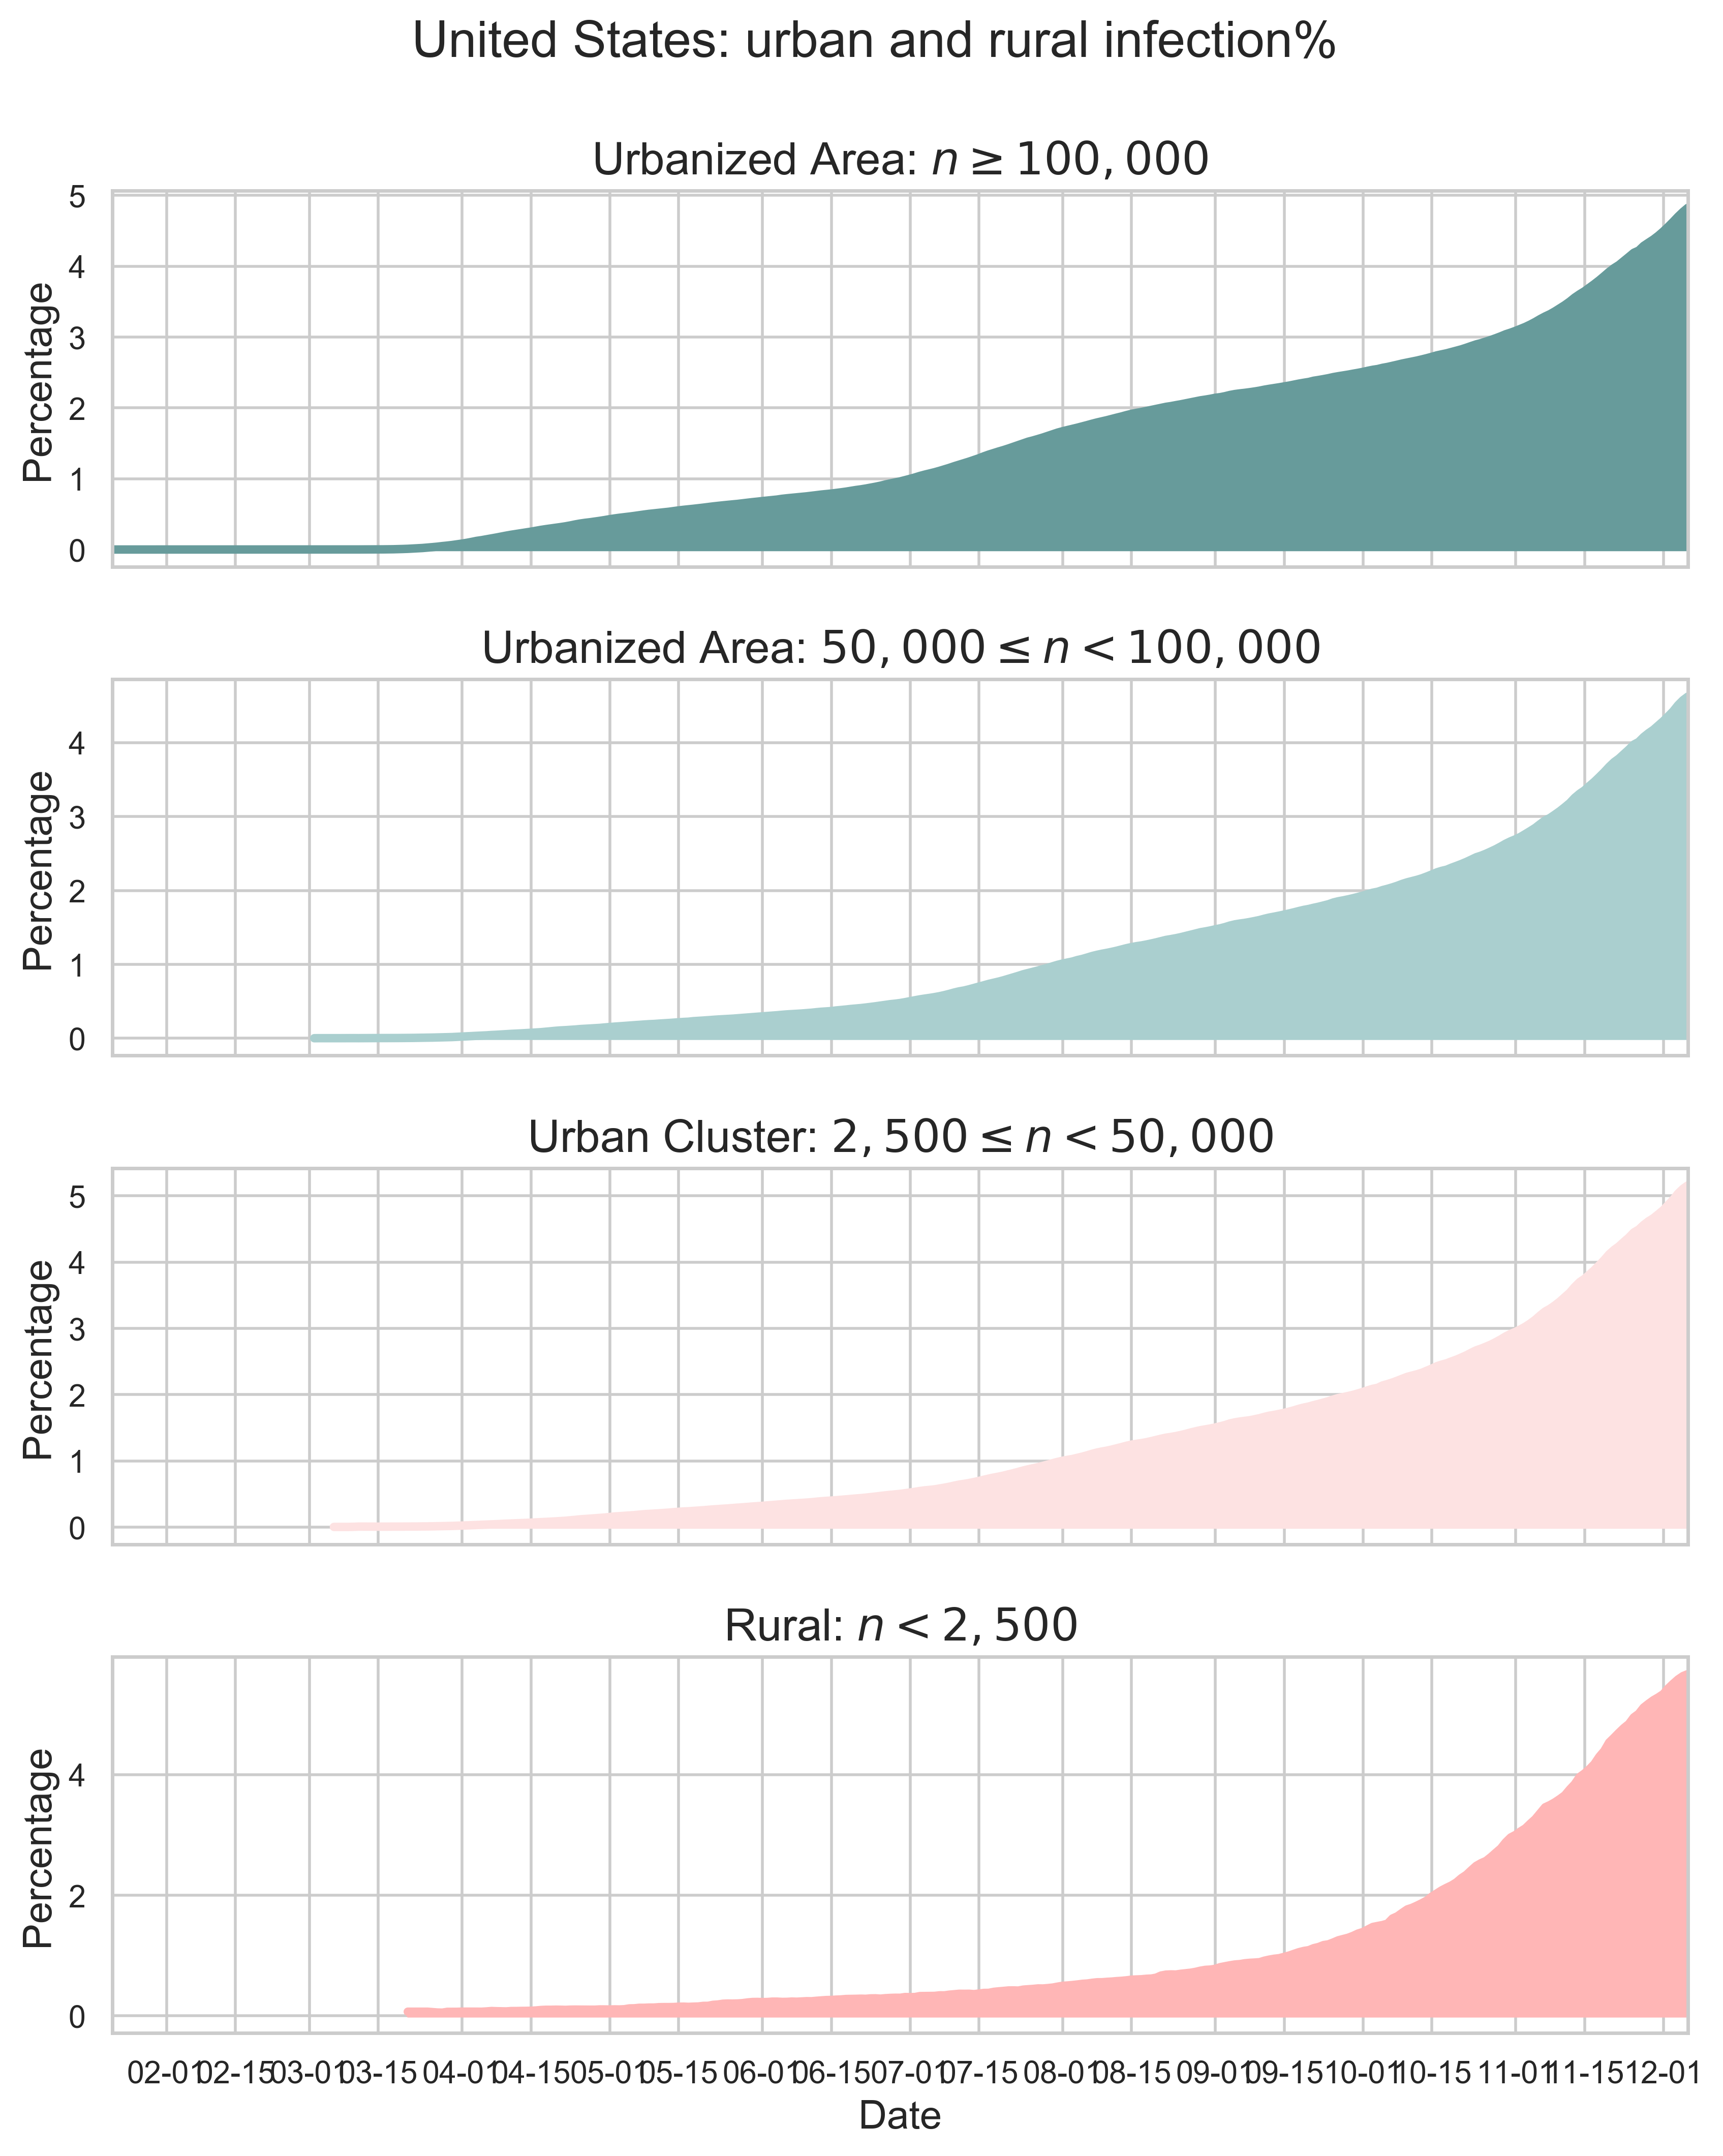 United States: urban and rural infection%
Urbanized Area: n ≥ 100, 000
5
4
3
2
1
0
Percentage
Urbanized Area: 50, 000 ≤ n < 100, 000
4
3
2
1
0
Percentage
Urban Cluster: 2, 500 ≤ n < 50, 000
5
4
3
2
1
0
Percentage
Rural: n < 2, 500
4
2
0
Percentage
02-01 02-15 03-01 03-15 04-01 04-15 05-01 05-15 06-01 06-15 07-01 07-15 08-01 08-15 09-01 09-15 10-01 10-15 11-01 11-15 12-01
Date